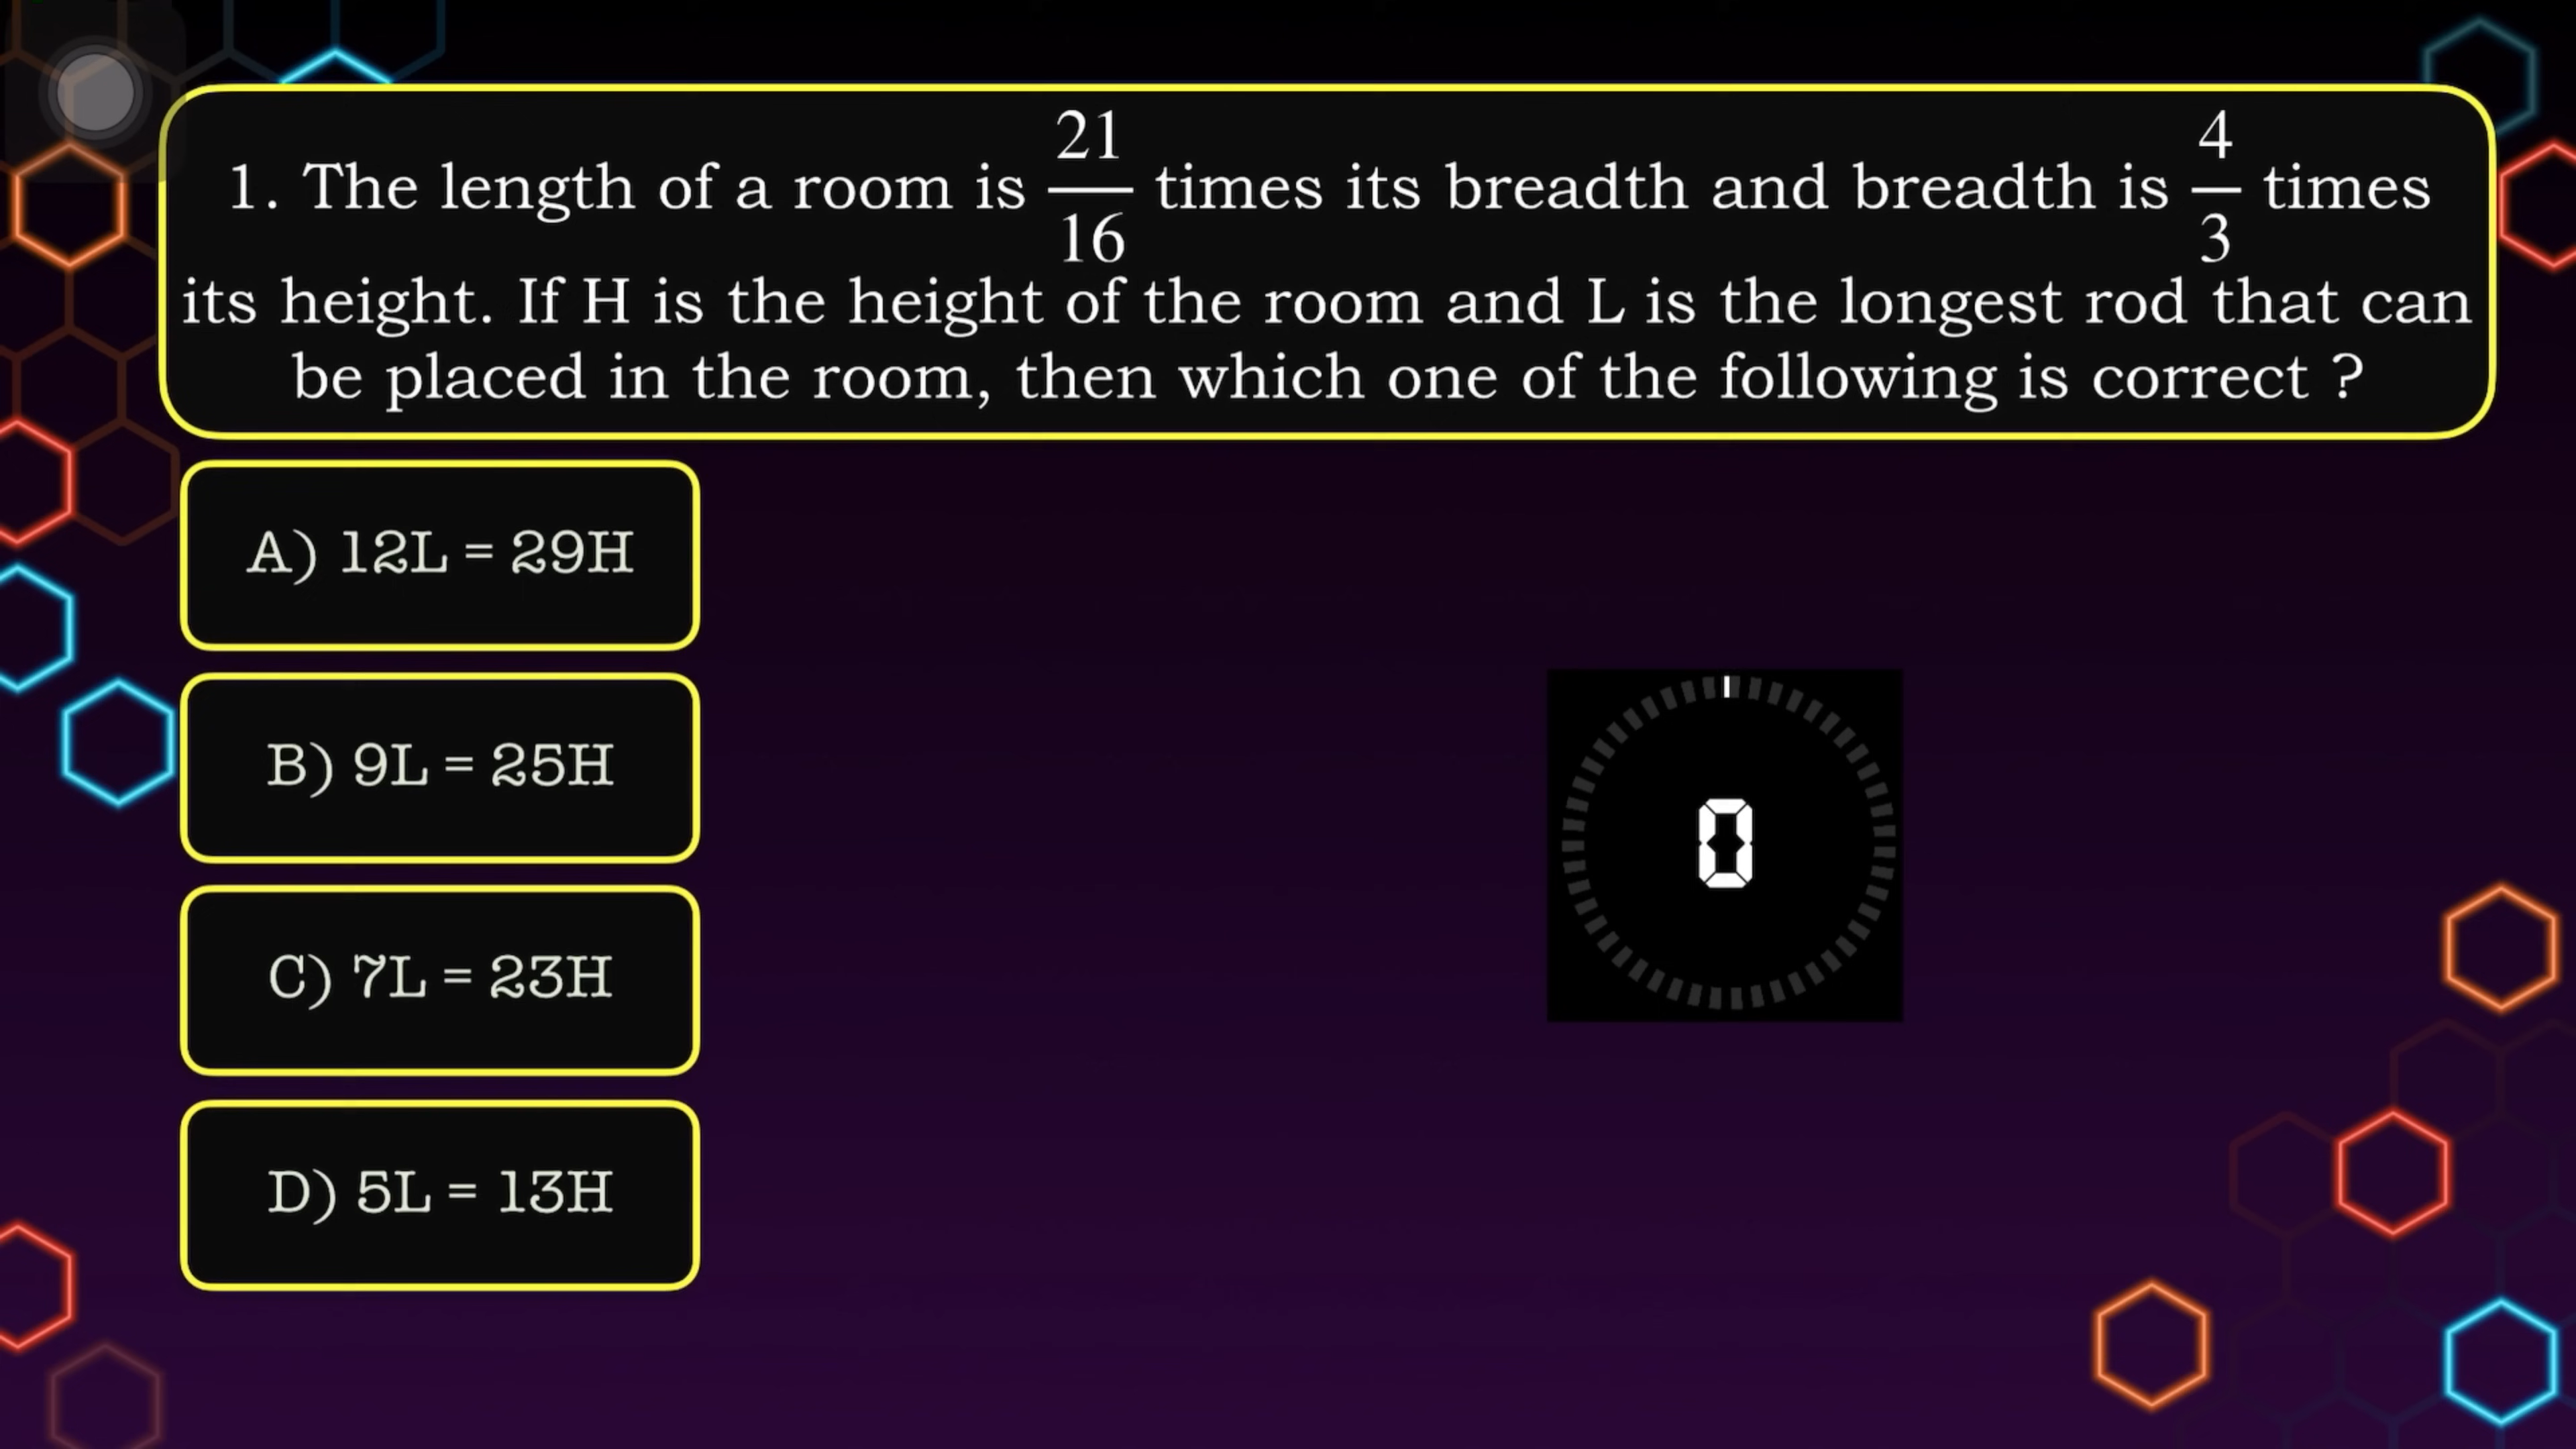 1. The length of a room is 21/16 times its breadth and breadth is 4/3 times
its height. If H is the height of the room and L is the longest rod that can
be placed in the room, then which one of the following is correct ?
A) 12L = 29H
B) 9L = 25H
0
C) 7L = 23H
D) 5L = 13H